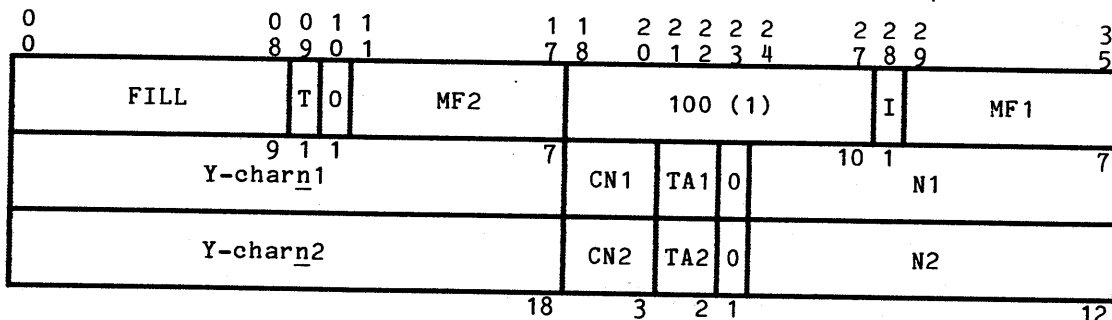 0 0 0 1 1 1 1 2 2 2 2 2 2 2 2 3
0 8 9 0 1 7 8 0 1 2 3 4 7 8 9 5
FILL T 0 MF2 100 (1) I MF1
9 1 1 7 10 1 7
Y-charn1 CN1 TA1 0 N1
Y-charn2 CN2 TA2 0 N2
18 3 2 1 12